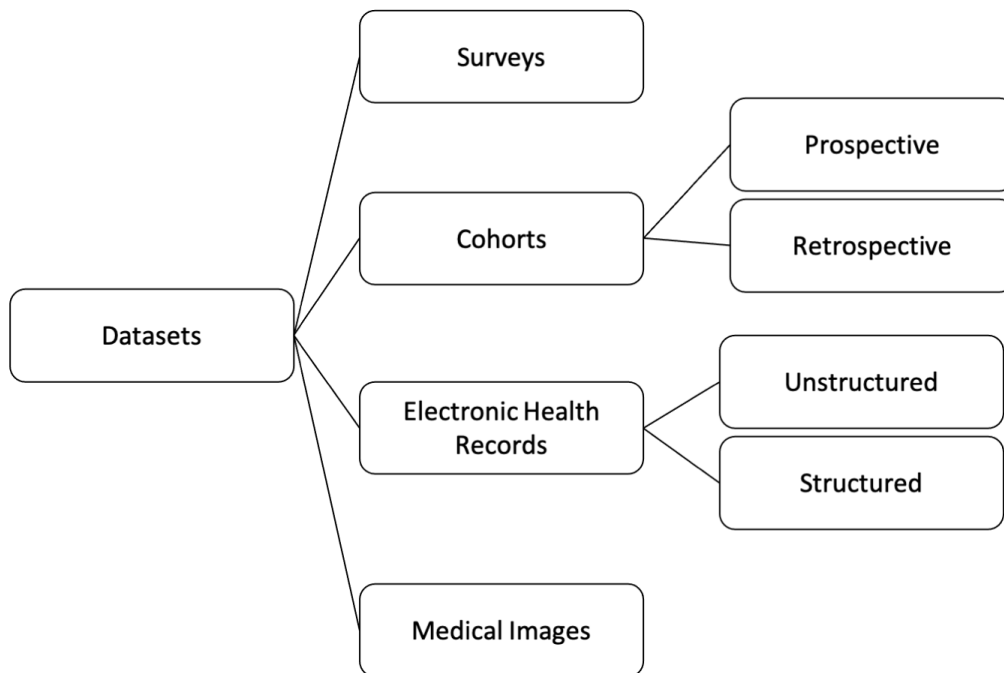 Surveys
Prospective
Cohorts
Retrospective
Datasets
Unstructured
Electronic Health
Records
Structured
Medical Images